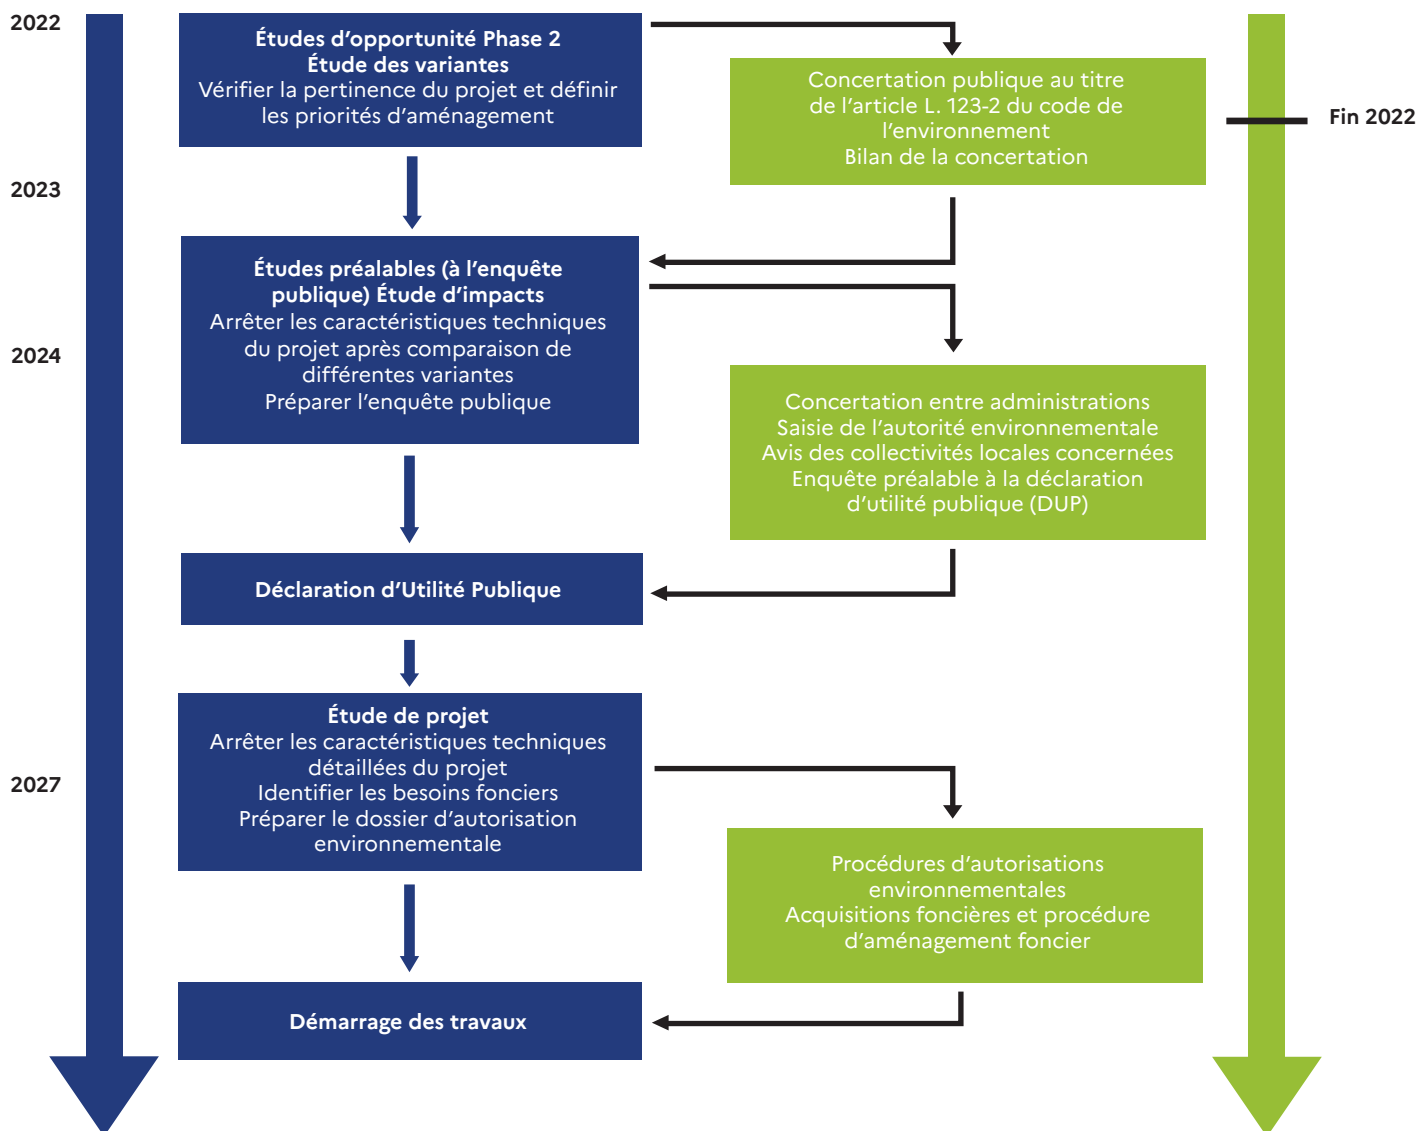 2022
Études d’opportunité Phase 2
Étude des variantes
Vérifier la pertinence du projet et définir
les priorités d’aménagement
Concertation publique au titre
de l’article L. 123-2 du code de
l’environnement
Bilan de la concertation
Fin 2022
2023
Études préalables (à l’enquête
publique) Étude d’impacts
Arrêter les caractéristiques techniques
du projet après comparaison de
différentes variantes
Préparer l’enquête publique
2024
Concertation entre administrations
Saisie de l’autorité environnementale
Avis des collectivités locales concernées
Enquête préalable à la déclaration
d’utilité publique (DUP)
Déclaration d’Utilité Publique
Étude de projet
Arrêter les caractéristiques techniques
détaillées du projet
Identifier les besoins fonciers
Préparer le dossier d’autorisation
environnementale
2027
Procédures d’autorisations
environnementales
Acquisitions foncières et procédure
d’aménagement foncier
Démarrage des travaux